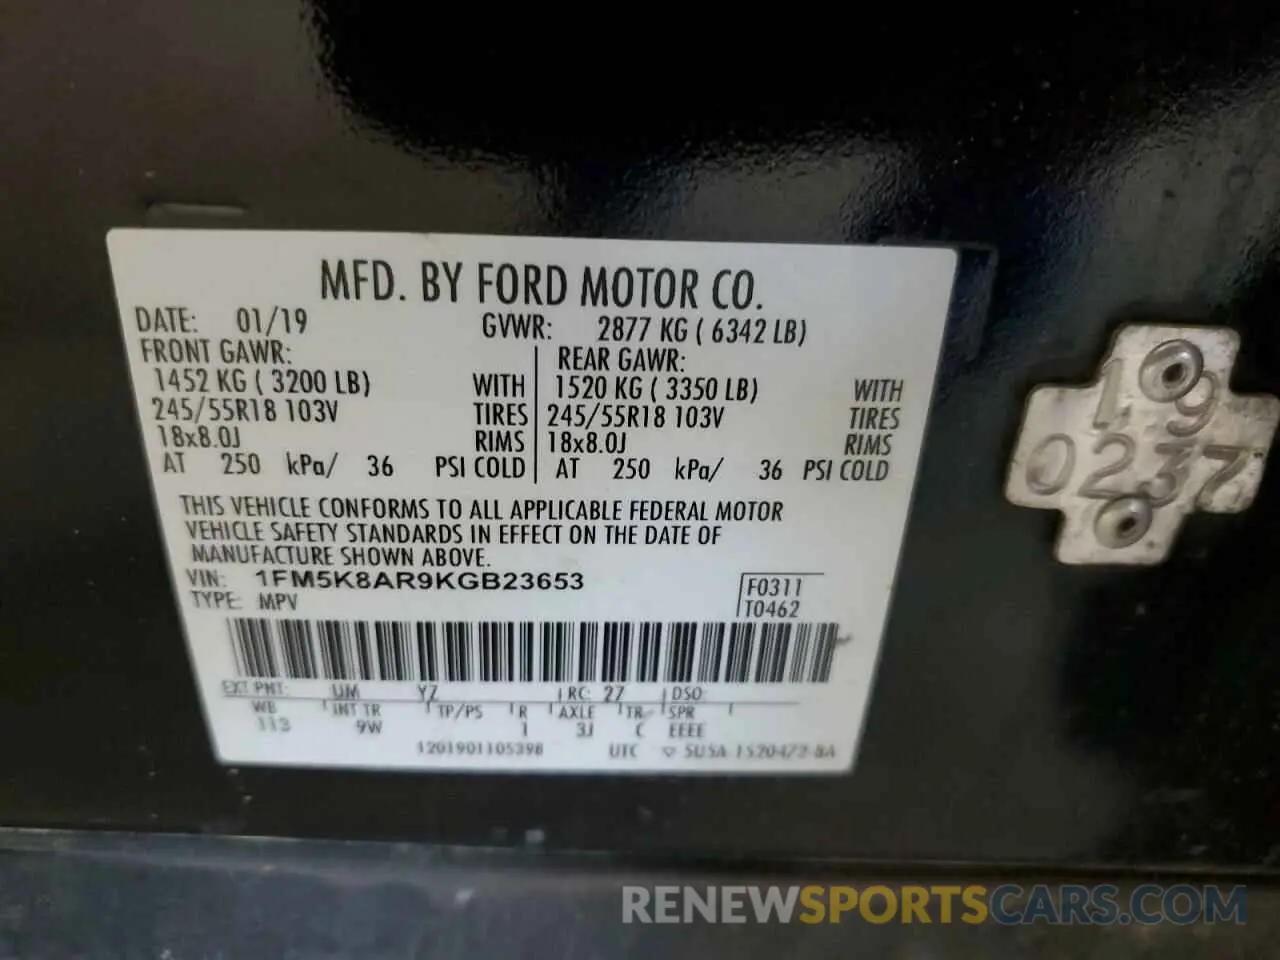 MFD. BY FORD MOTOR CO.
DATE: 01/19 GVWR: 2877 KG ( 6342 LB)
FRONT GAWR: REAR GAWR:
1452 KG ( 3200 LB) WITH 1520 KG ( 3350 LB) WITH
245/55R18 103V TIRES 245/55R18 103V TIRES
18x8.0J RIMS 18x8.0J RIMS
AT 250 kPa/ 36 PSI COLD AT 250 kPa/ 36 PSI COLD
THIS VEHICLE CONFORMS TO ALL APPLICABLE FEDERAL MOTOR
VEHICLE SAFETY STANDARDS IN EFFECT ON THE DATE OF
MANUFACTURE SHOWN ABOVE.
VIN: 1FM5K8AR9KGB23653 F0311
TYPE: MPV T0462
EXT PNT: UM YZ RC: 27 DSO:
WB INT TR TP/PS R AXLE TR SPR
113 9W 1 3J C EEEE
1201901105398 UTC ▽ 5U5A-1520472-BA
19
0237
RENEWSPORTSCARS.COM